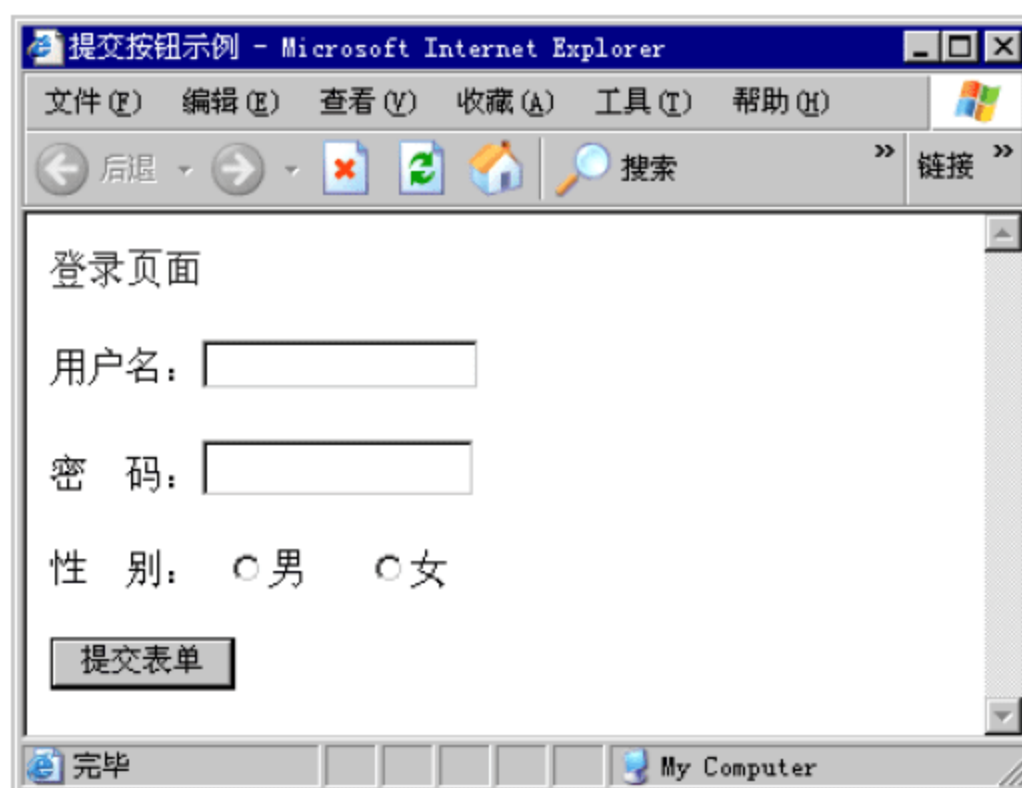 提交按钮示例 - Microsoft Internet Explorer
文件(F) 编辑(E) 查看(V) 收藏(A) 工具(T) 帮助(H)
后退 搜索 » 链接 »
登录页面
用户名：
密 码：
性 别： 男 女
提交表单
完毕 My Computer